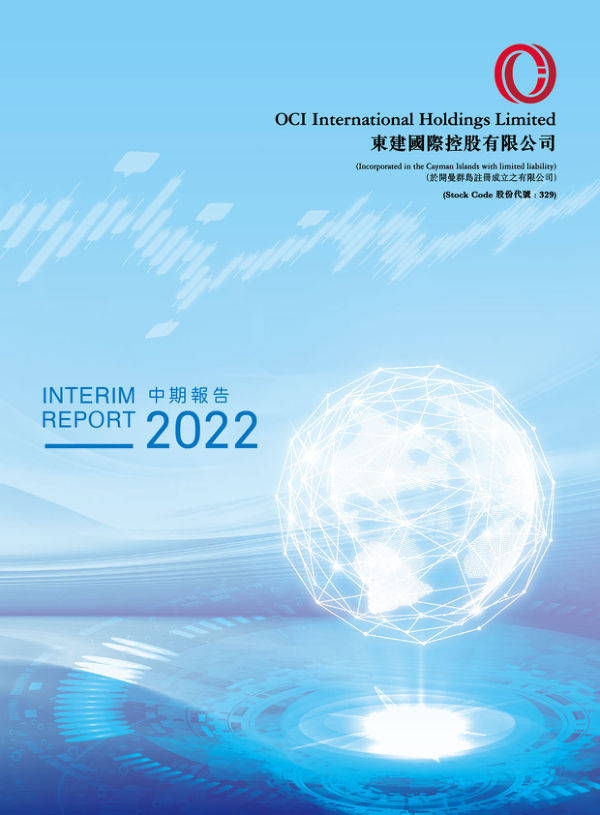 OCI International Holdings Limited
東建國際控股有限公司
(Incorporated in the Cayman Islands with limited liability)
(於開曼群島註冊成立之有限公司)
(Stock Code 股份代號 : 329)
INTERIM 中期報告
REPORT 2022